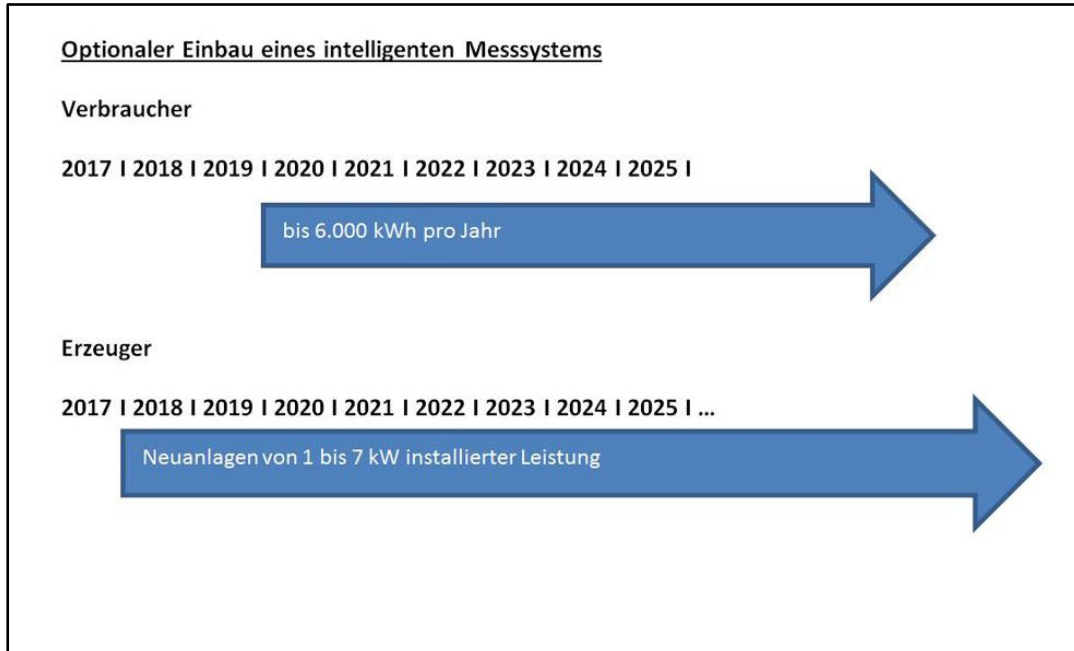 Optionaler Einbau eines intelligenten Messsystems
Verbraucher
2017 I 2018 I 2019 I 2020 I 2021 I 2022 I 2023 I 2024 I 2025 I
bis 6.000 kWh pro Jahr
Erzeuger
2017 I 2018 I 2019 I 2020 I 2021 I 2022 I 2023 I 2024 I 2025 I ...
Neuanlagen von 1 bis 7 kW installierter Leistung